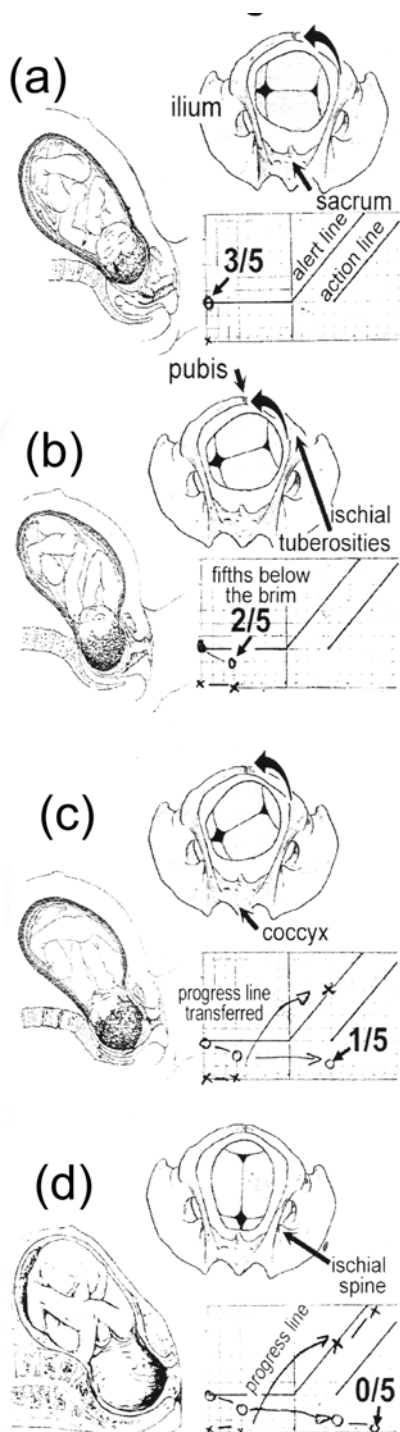 (a)
ilium
sacrum
3/5
alert line
action line
pubis
(b)
ischial
tuberosities
fifths below
the brim
2/5
(c)
coccyx
progress line
transferred
1/5
(d)
ischial
spine
progress line
0/5